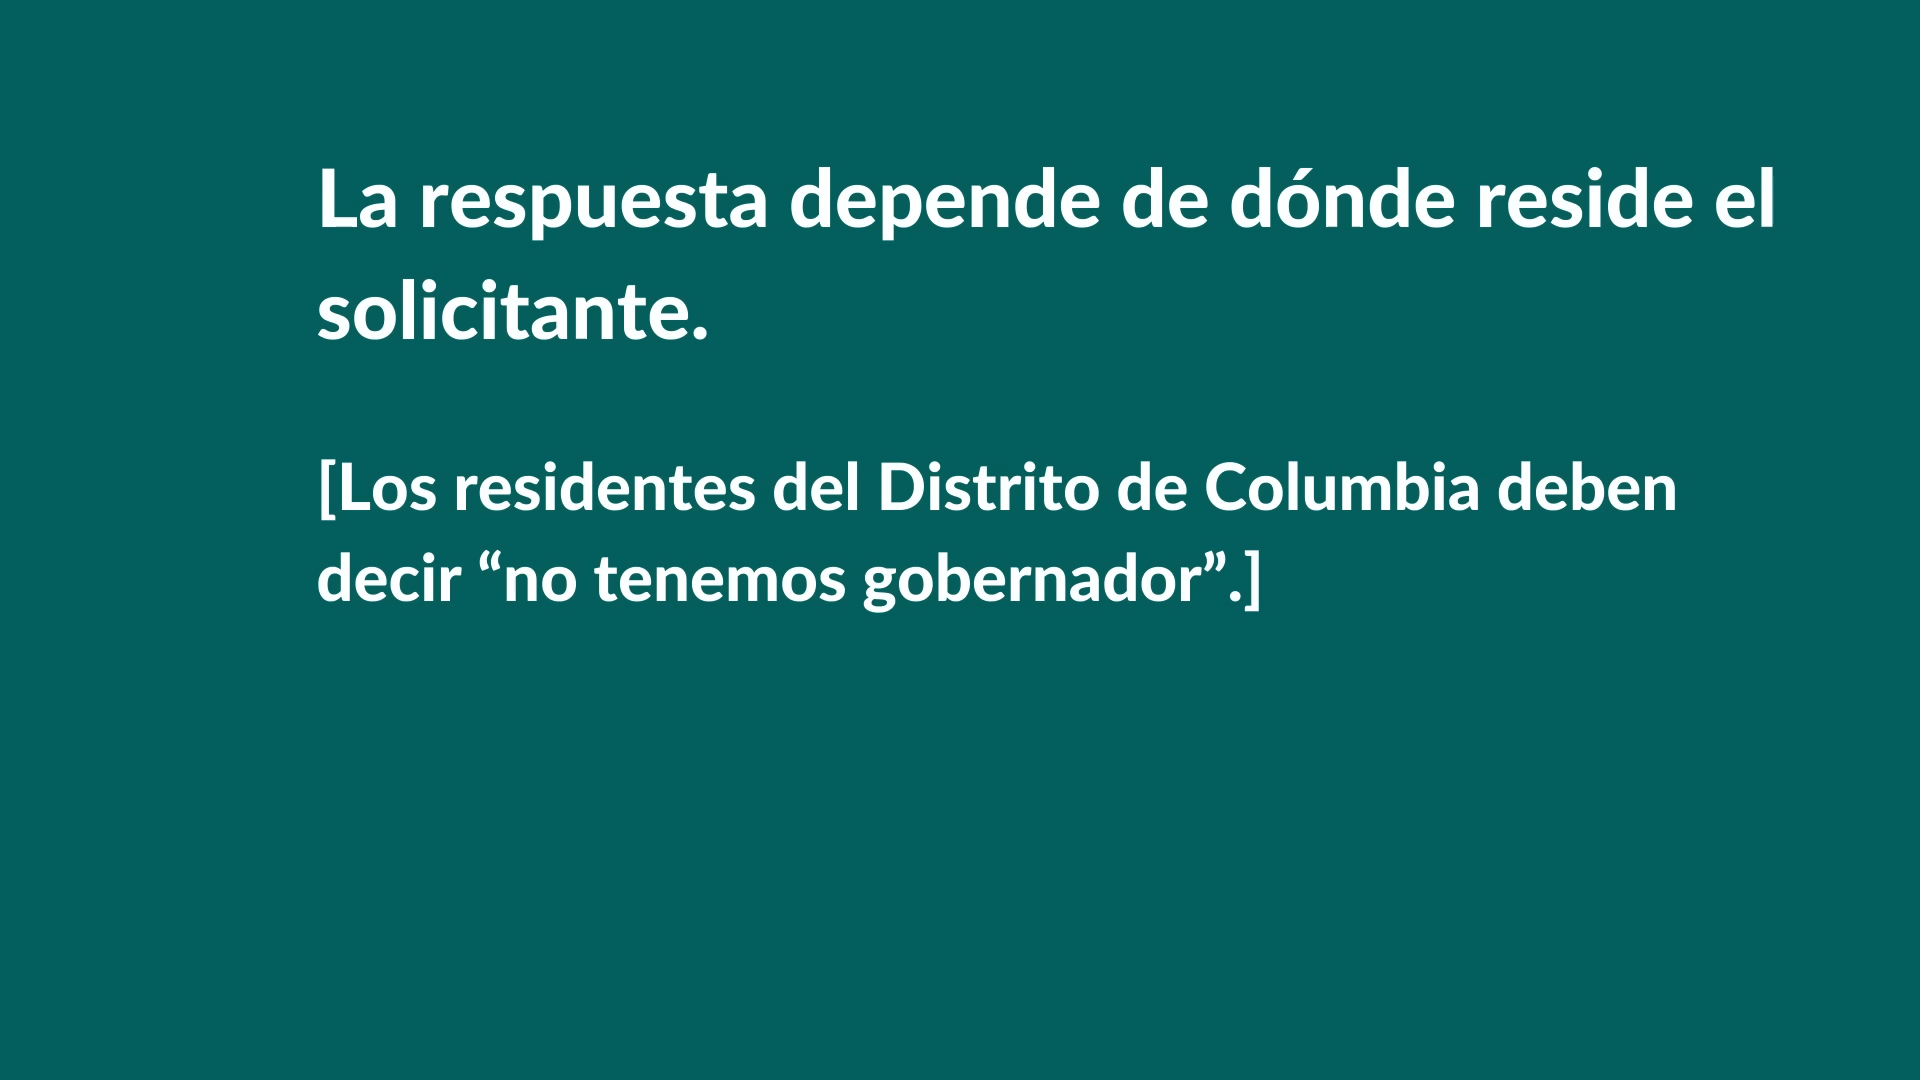 La respuesta depende de dónde reside el
solicitante.
[Los residentes del Distrito de Columbia deben
decir “no tenemos gobernador”.]